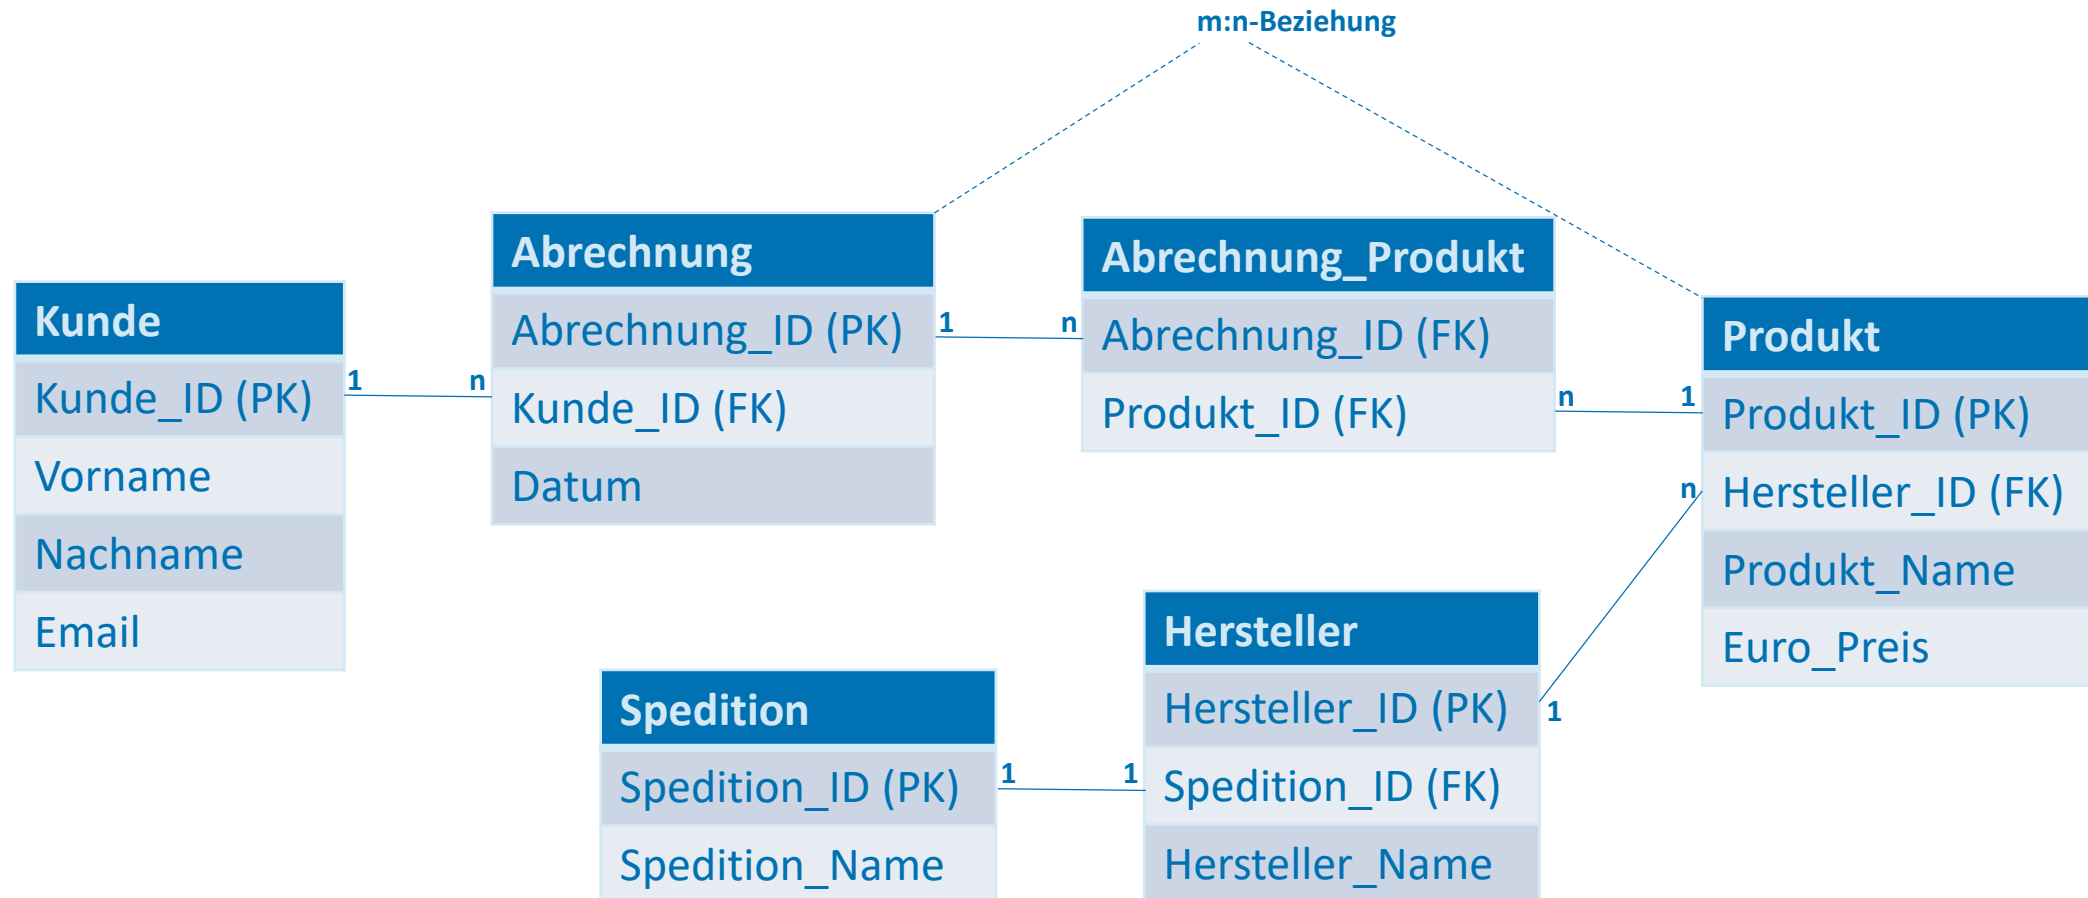 m:n-Beziehung
Kunde
Kunde_ID (PK)
Vorname
Nachname
Email
1
n
Abrechnung
Abrechnung_ID (PK)
Kunde_ID (FK)
Datum
1
n
Abrechnung_Produkt
Abrechnung_ID (FK)
Produkt_ID (FK)
n
1
Produkt
Produkt_ID (PK)
Hersteller_ID (FK)
Produkt_Name
Euro_Preis
n
1
Spedition
Spedition_ID (PK)
Spedition_Name
1
1
Hersteller
Hersteller_ID (PK)
Spedition_ID (FK)
Hersteller_Name